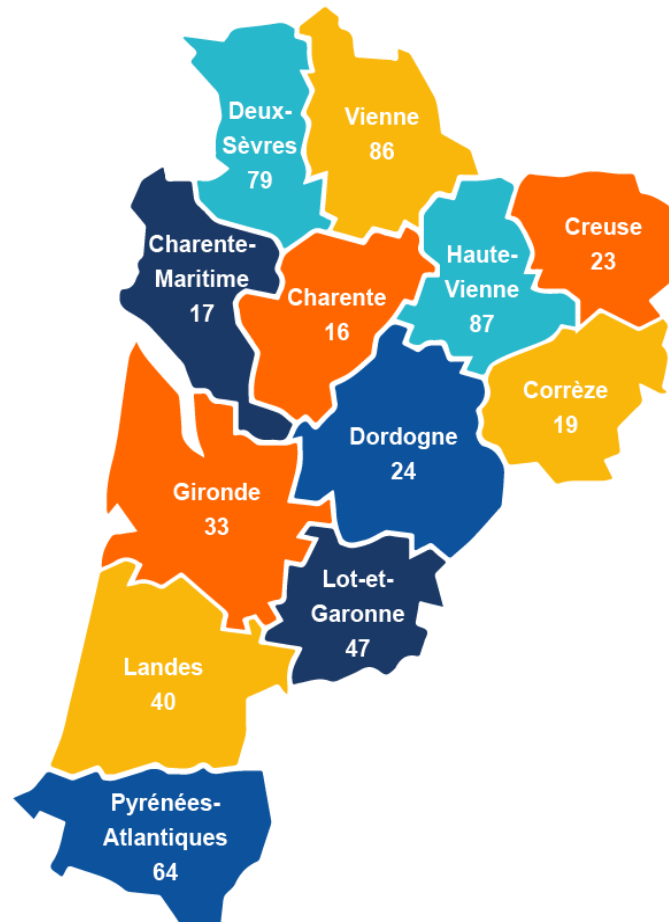 Deux-
Sèvres
79
Vienne
86
Charente-
Maritime
17
Charente
16
Haute-
Vienne
87
Creuse
23
Corrèze
19
Dordogne
24
Gironde
33
Lot-et-
Garonne
47
Landes
40
Pyrénées-
Atlantiques
64